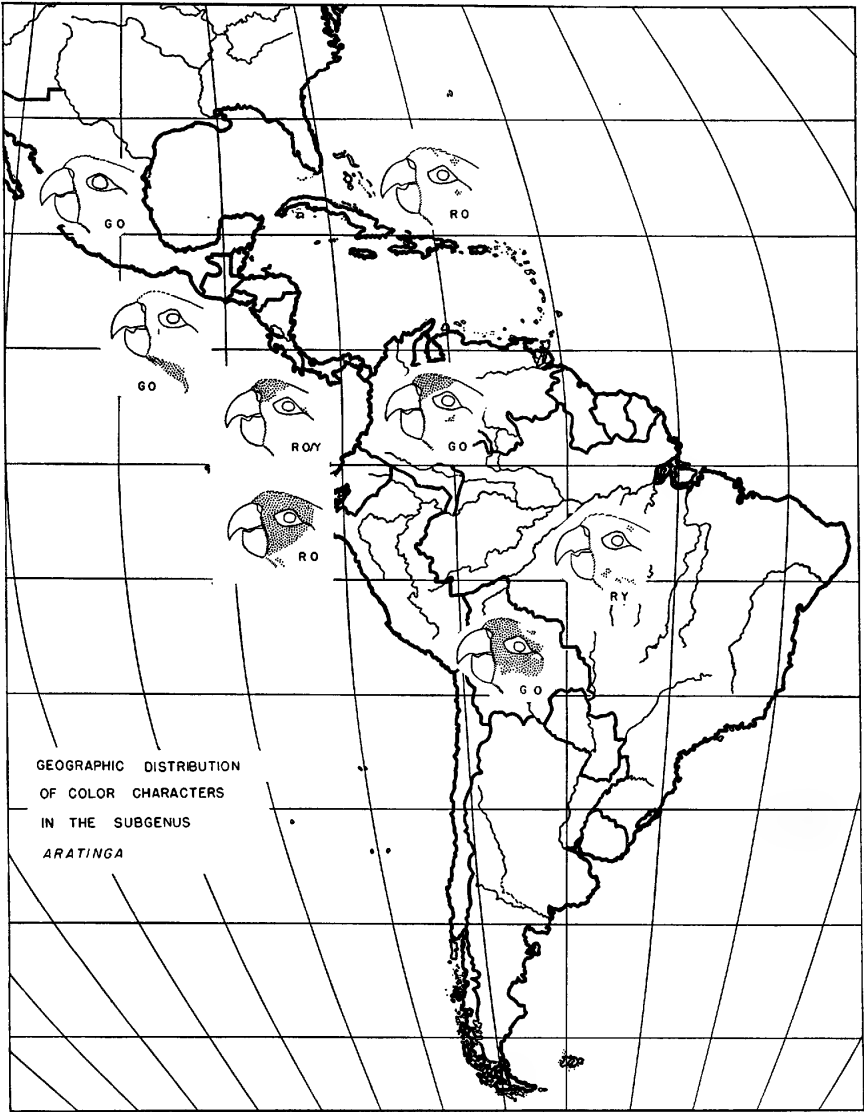 GO
RO
GO
RO/Y
GO
RO
RY
GO
GEOGRAPHIC DISTRIBUTION
OF COLOR CHARACTERS
IN THE SUBGENUS
ARATINGA